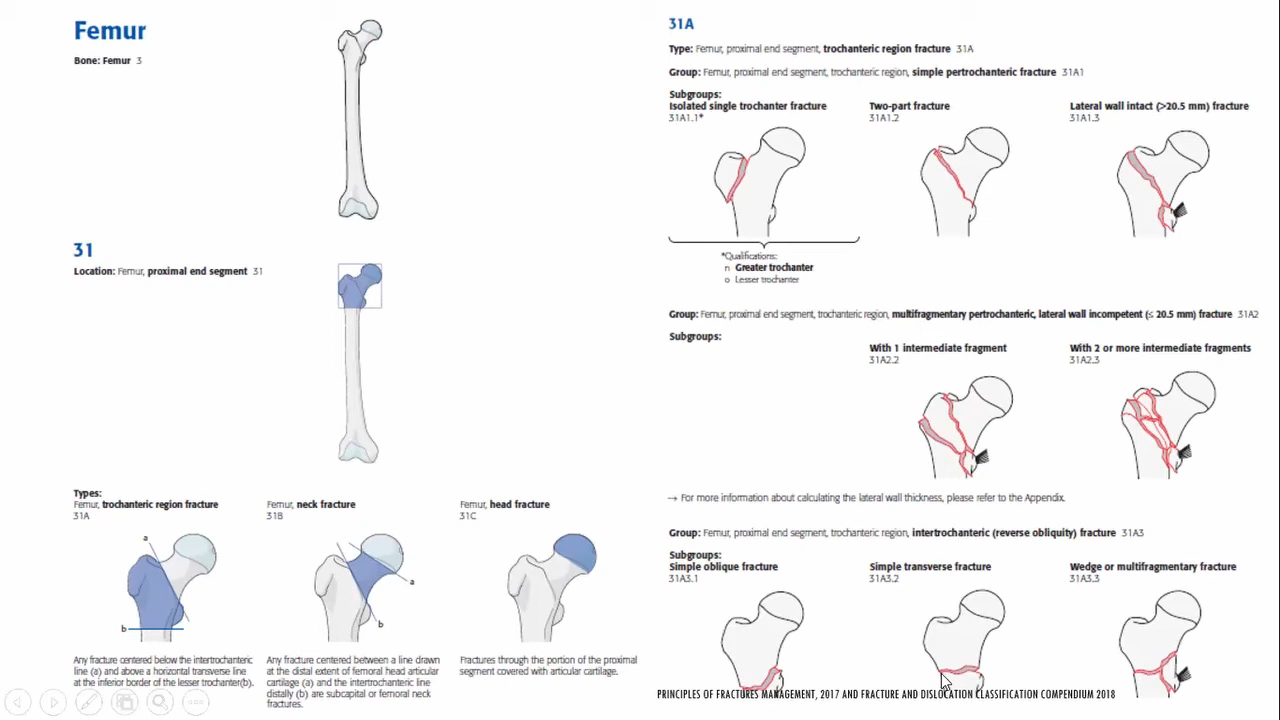 Femur
Bone: Femur 3
31
Location: Femur, proximal end segment 31
Types:
Femur, trochanteric region fracture
31A
Femur, neck fracture
31B
Femur, head fracture
31C
a
b
a
b
Any fracture centered below the intertrochanteric
line (a) and above a horizontal transverse line
at the inferior border of the lesser trochanter(b).
Any fracture centered between a line drawn
at the distal extent of femoral head articular
cartilage (a) and the intertrochanteric line
distally (b) are subcapital or femoral neck
fractures.
Fractures through the portion of the proximal
segment covered with articular cartilage.
31A
Type: Femur, proximal end segment, trochanteric region fracture 31A
Group: Femur, proximal end segment, trochanteric region, simple pertrochanteric fracture 31A1
Subgroups:
Isolated single trochanter fracture
31A1.1*
Two-part fracture
31A1.2
Lateral wall intact (>20.5 mm) fracture
31A1.3
*Qualifications:
n Greater trochanter
o Lesser trochanter
Group: Femur, proximal end segment, trochanteric region, multifragmentary pertrochanteric, lateral wall incompetent (≤ 20.5 mm) fracture 31A2
Subgroups:
With 1 intermediate fragment
31A2.2
With 2 or more intermediate fragments
31A2.3
→ For more information about calculating the lateral wall thickness, please refer to the Appendix.
Group: Femur, proximal end segment, trochanteric region, intertrochanteric (reverse obliquity) fracture 31A3
Subgroups:
Simple oblique fracture
31A3.1
Simple transverse fracture
31A3.2
Wedge or multifragmentary fracture
31A3.3
PRINCIPLES OF FRACTURES MANAGEMENT, 2017 AND FRACTURE AND DISLOCATION CLASSIFICATION COMPENDIUM 2018